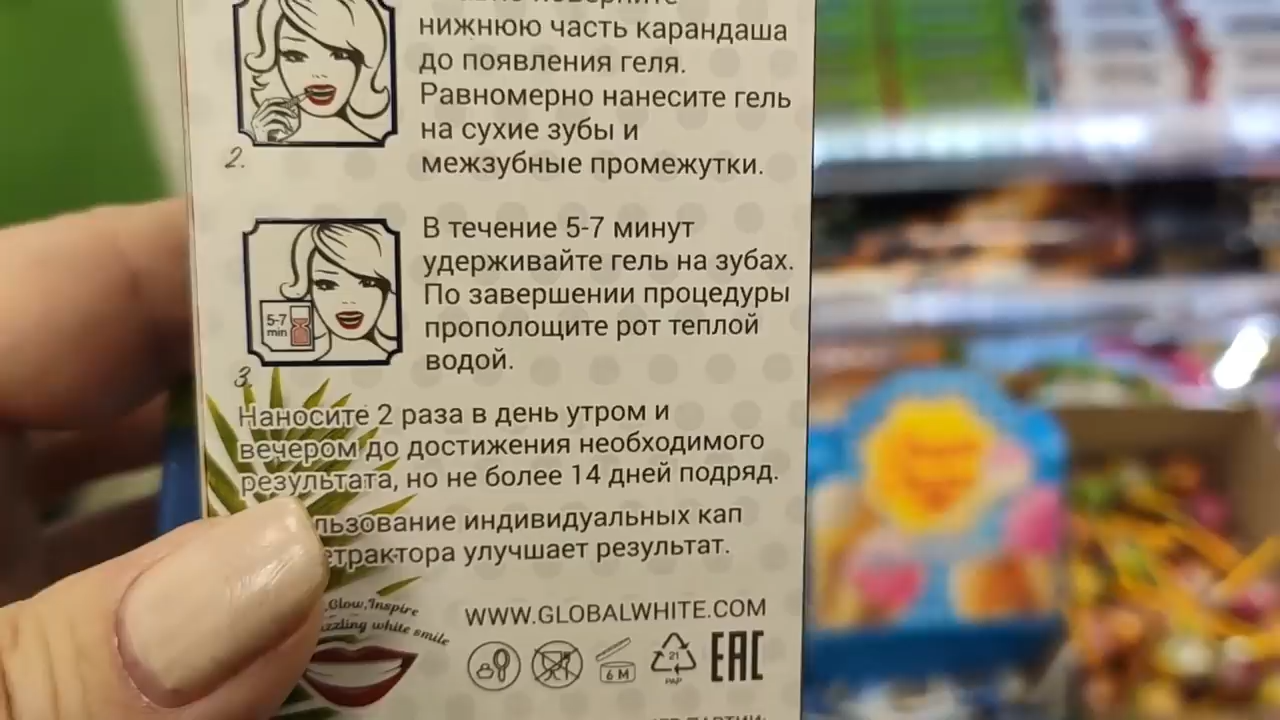 нижнюю часть карандаша
до появления геля.
Равномерно нанесите гель
на сухие зубы и
межзубные промежутки.
2.
В течение 5-7 минут
удерживайте гель на зубах.
По завершении процедуры
прополощите рот теплой
водой.
5-7
min
3.
Наносите 2 раза в день утром и
вечером до достижения необходимого
результата, но не более 14 дней подряд.
льзование индивидуальных кап
трактора улучшает результат.
Glow, Inspire
zzling white smile
WWW.GLOBALWHITE.COM
6 M
21
PAP
EAC